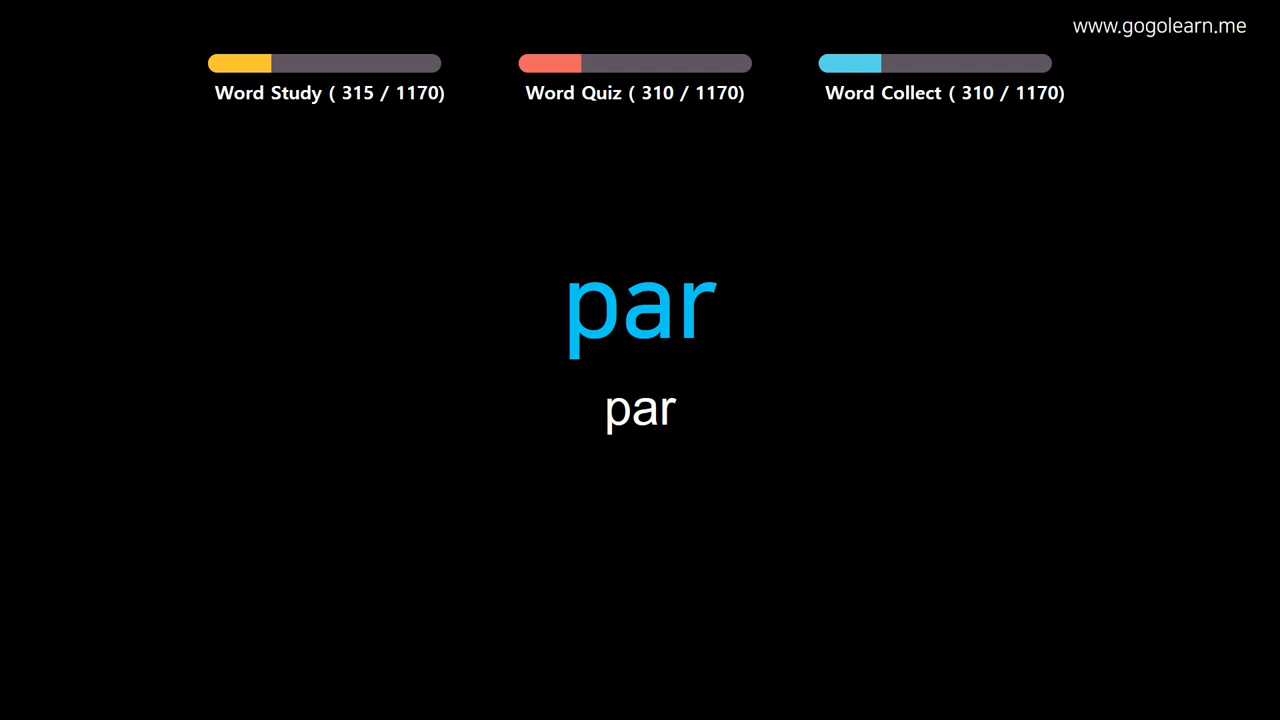 www.gogolearn.me
Word Study ( 315 / 1170)
Word Quiz ( 310 / 1170)
Word Collect ( 310 / 1170)
par
par